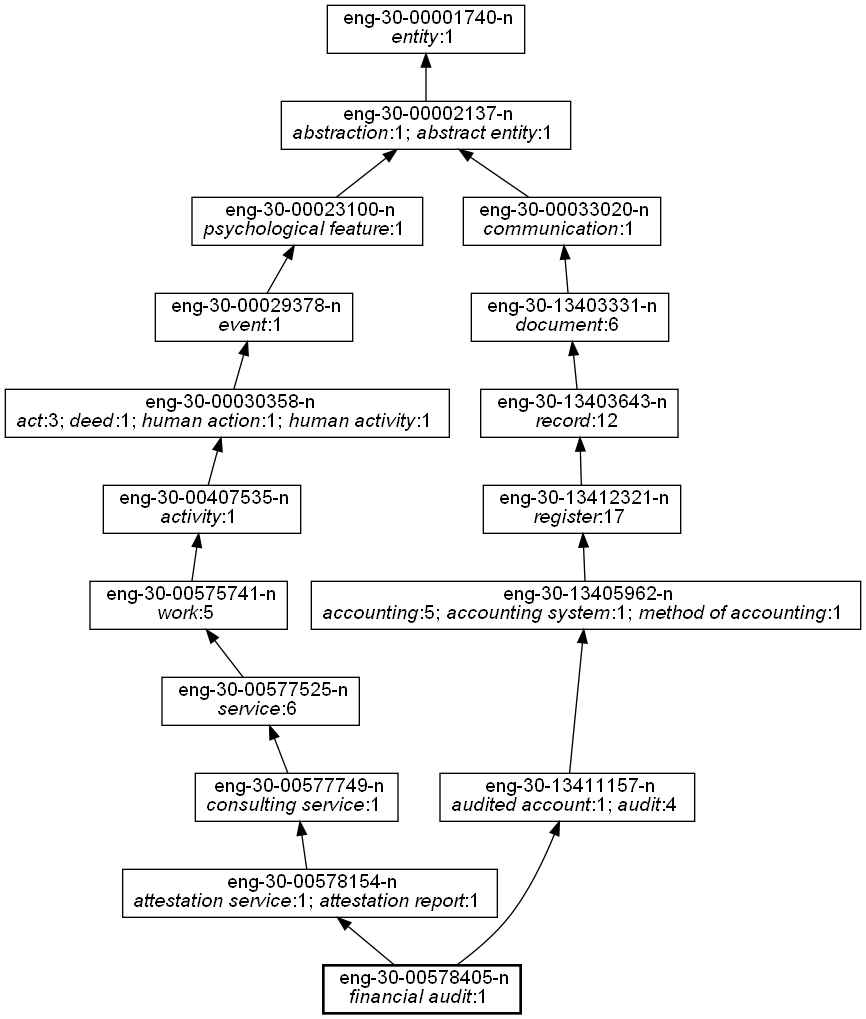 eng-30-00001740-n
entity:1
eng-30-00002137-n
abstraction:1; abstract entity:1
eng-30-00023100-n
psychological feature:1
eng-30-00033020-n
communication:1
eng-30-00029378-n
event:1
eng-30-13403331-n
document:6
eng-30-00030358-n
act:3; deed:1; human action:1; human activity:1
eng-30-13403643-n
record:12
eng-30-00407535-n
activity:1
eng-30-13412321-n
register:17
eng-30-00575741-n
work:5
eng-30-13405962-n
accounting:5; accounting system:1; method of accounting:1
eng-30-00577525-n
service:6
eng-30-00577749-n
consulting service:1
eng-30-13411157-n
audited account:1; audit:4
eng-30-00578154-n
attestation service:1; attestation report:1
eng-30-00578405-n
financial audit:1